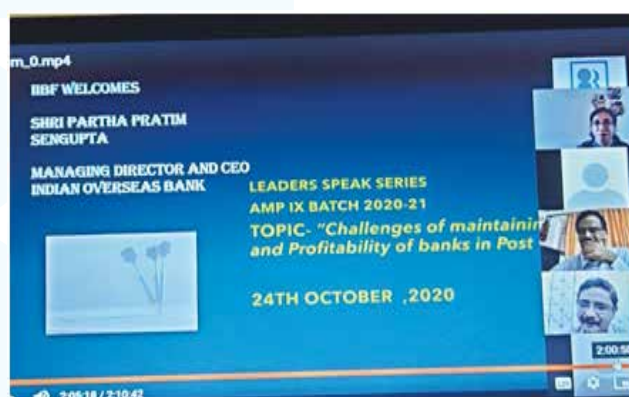 m_0.mp4
IIBF WELCOMES
SHRI PARTHA PRATIM
SENGUPTA
MANAGING DIRECTOR AND CEO
INDIAN OVERSEAS BANK
LEADERS SPEAK SERIES
AMP IX BATCH 2020-21
TOPIC- "Challenges of maintainin
and Profitability of banks in Post
24TH OCTOBER ,2020
2:00:50
2:05:18 / 2:10:42